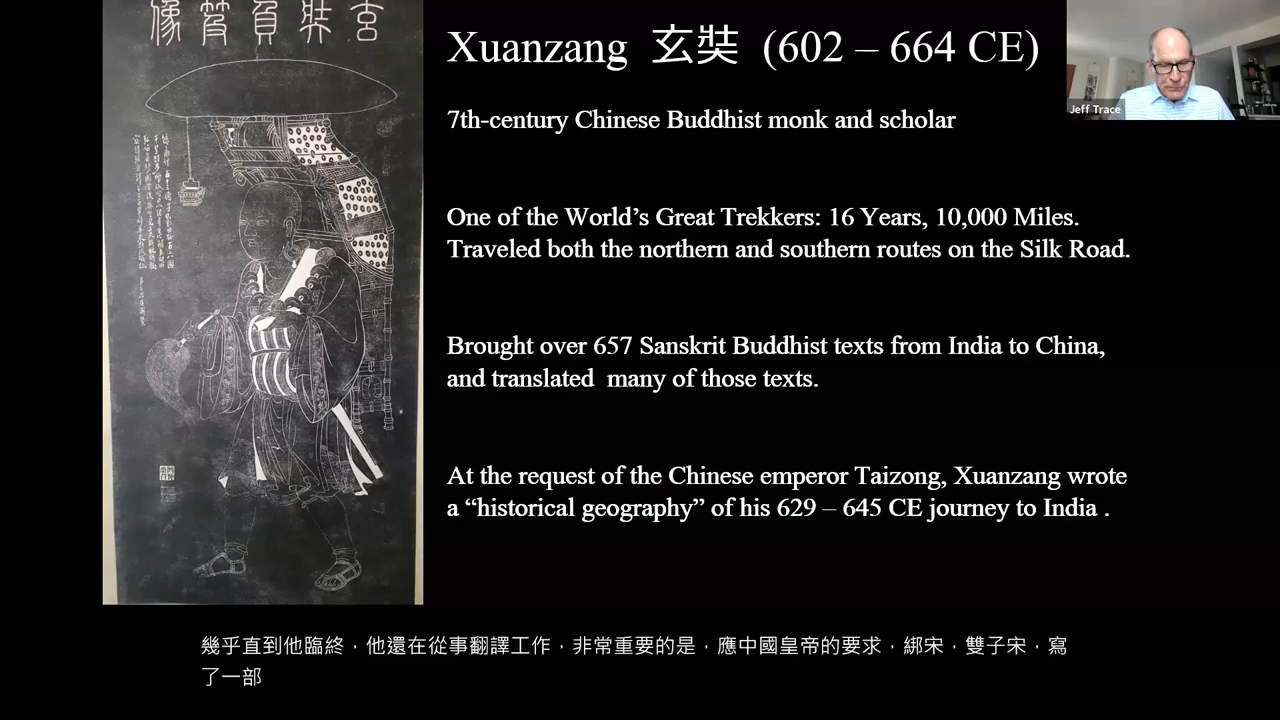 像笈負奘玄
Xuanzang 玄奘 (602 – 664 CE)
Jeff Trace
7th-century Chinese Buddhist monk and scholar
One of the World’s Great Trekkers: 16 Years, 10,000 Miles.
Traveled both the northern and southern routes on the Silk Road.
Brought over 657 Sanskrit Buddhist texts from India to China,
and translated many of those texts.
At the request of the Chinese emperor Taizong, Xuanzang wrote
a “historical geography” of his 629 – 645 CE journey to India .
幾乎直到他臨終，他還在從事翻譯工作，非常重要的是，應中國皇帝的要求，綁宋，雙子宋，寫
了一部